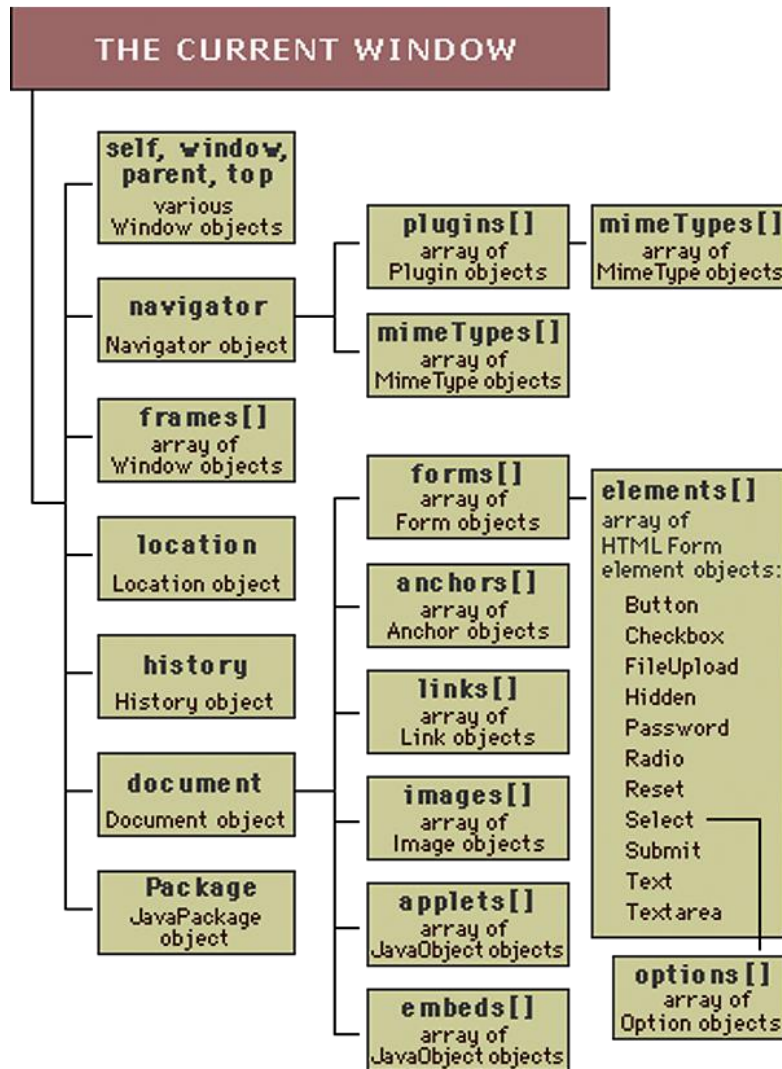 THE CURRENT WINDOW
self, window,
parent, top
various
Window objects
navigator
Navigator object
frames[]
array of
Window objects
location
Location object
history
History object
document
Document object
Package
JavaPackage
object
plugins[]
array of
Plugin objects
mimeTypes[]
array of
MimeType objects
mimeTypes[]
array of
MimeType objects
forms[]
array of
Form objects
anchors[]
array of
Anchor objects
links[]
array of
Link objects
images[]
array of
Image objects
applets[]
array of
JavaObject objects
embeds[]
array of
JavaObject objects
elements[]
array of
HTML Form
element objects:
Button
Checkbox
FileUpload
Hidden
Password
Radio
Reset
Select
Submit
Text
Textarea
options[]
array of
Option objects